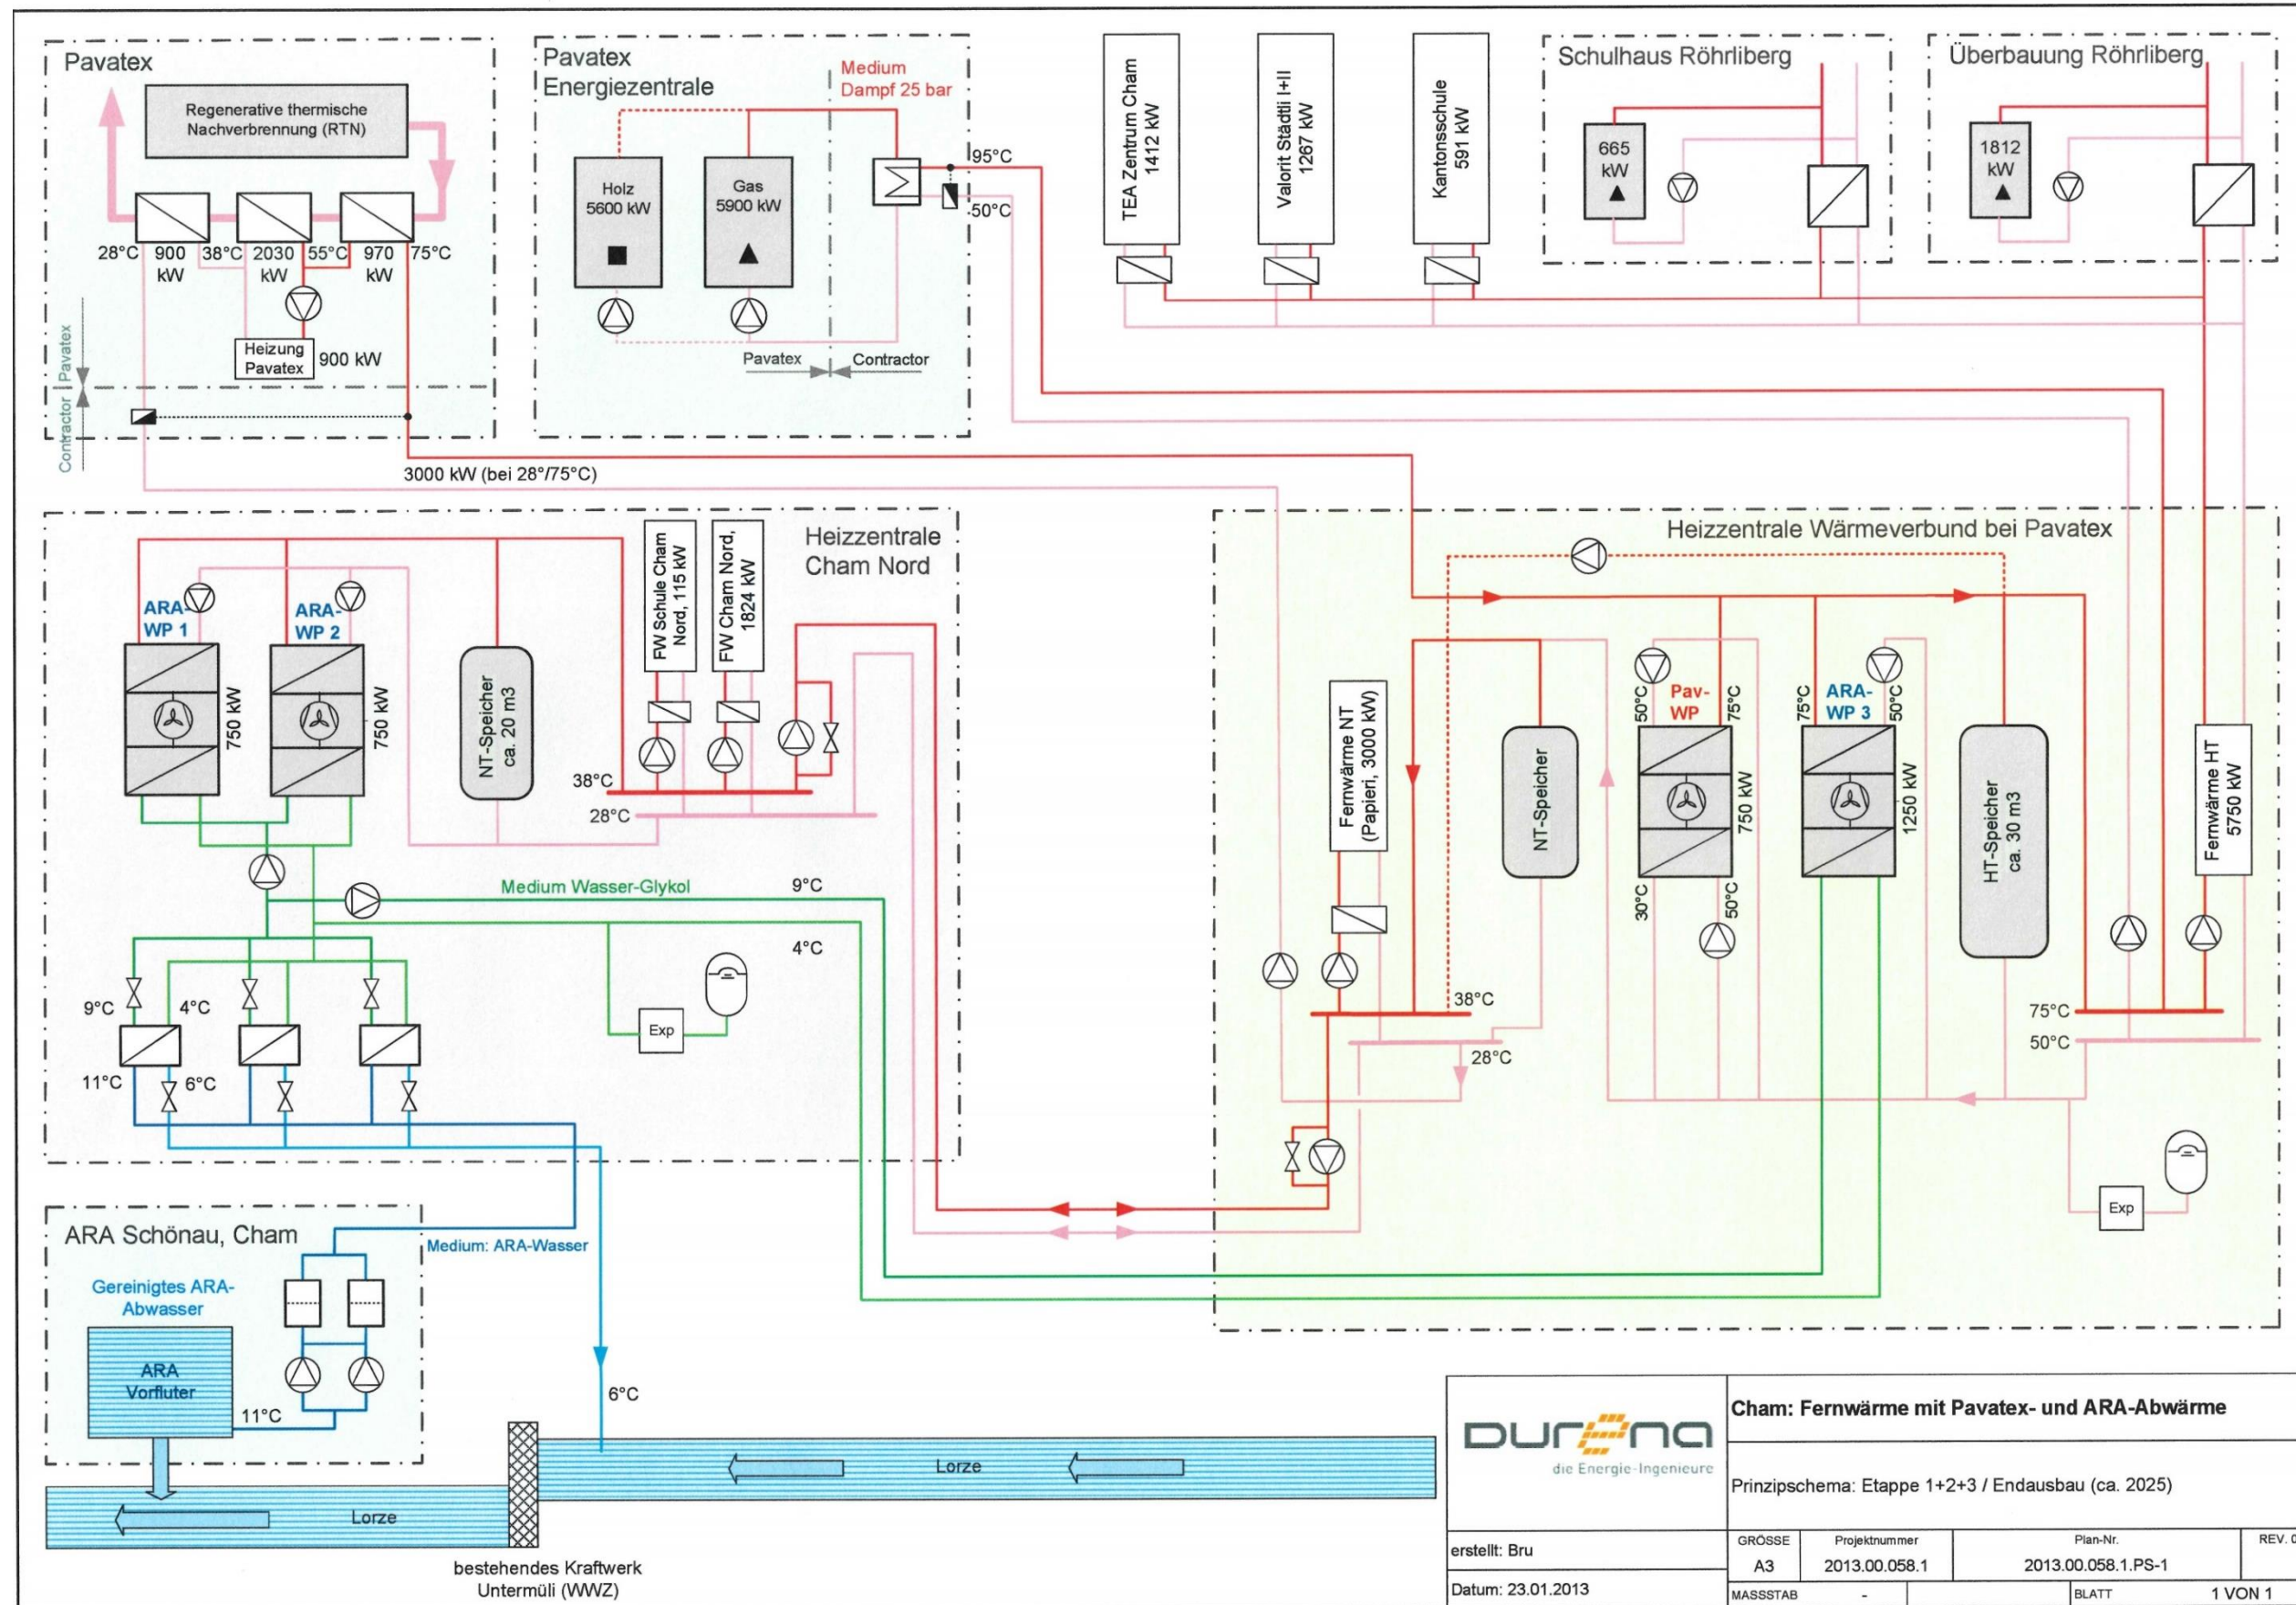 Pavatex
Regenerative thermische
Nachverbrennung (RTN)
28°C
900
kW
38°C
2030
kW
55°C
970
kW
75°C
Heizung
Pavatex
900 kW
Pavatex
Contractor
3000 kW (bei 28°/75°C)
Pavatex
Energiezentrale
Medium
Dampf 25 bar
Holz
5600 kW
Gas
5900 kW
95°C
50°C
Pavatex
Contractor
TEA Zentrum Cham
1412 kW
Valorit Städtli I+II
1267 kW
Kantonsschule
591 kW
Schulhaus Röhrliberg
665
kW
Überbauung Röhrliberg
1812
kW
Heizzentrale
Cham Nord
ARA-
WP 1
750 kW
ARA-
WP 2
750 kW
NT-Speicher
ca. 20 m3
FW Schule Cham
Nord, 115 kW
FW Cham Nord,
1824 kW
38°C
28°C
Medium Wasser-Glykol
9°C
4°C
9°C
4°C
11°C
6°C
Exp
Heizzentrale Wärmeverbund bei Pavatex
Fernwärme NT
(Papieri, 3000 kW)
NT-Speicher
50°C
Pav-
WP
75°C
750 kW
30°C
50°C
75°C
ARA-
WP 3
50°C
1250 kW
HT-Speicher
ca. 30 m3
Fernwärme HT
5750 kW
38°C
28°C
75°C
50°C
Exp
ARA Schönau, Cham
Medium: ARA-Wasser
Gereinigtes ARA-
Abwasser
ARA
Vorfluter
11°C
6°C
Lorze
Lorze
bestehendes Kraftwerk
Untermüli (WWZ)
Durena
die Energie-Ingenieure
Cham: Fernwärme mit Pavatex- und ARA-Abwärme
Prinzipschema: Etappe 1+2+3 / Endausbau (ca. 2025)
erstellt: Bru
Datum: 23.01.2013
GRÖSSE
A3
Projektnummer
2013.00.058.1
Plan-Nr.
2013.00.058.1.PS-1
REV. 0
MASSSTAB
-
BLATT
1 VON 1